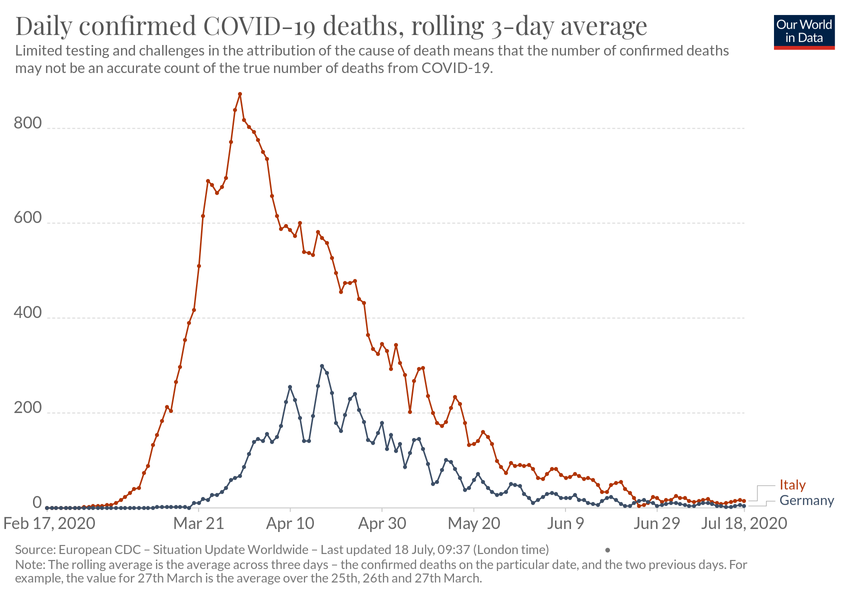 Daily confirmed COVID-19 deaths, rolling 3-day average
Our World
in Data
Limited testing and challenges in the attribution of the cause of death means that the number of confirmed deaths
may not be an accurate count of the true number of deaths from COVID-19.
800
600
400
200
0
Italy
Germany
Feb 17, 2020 Mar 21 Apr 10 Apr 30 May 20 Jun 9 Jun 29 Jul 18, 2020
Source: European CDC – Situation Update Worldwide – Last updated 18 July, 09:37 (London time)
Note: The rolling average is the average across three days – the confirmed deaths on the particular date, and the two previous days. For
example, the value for 27th March is the average over the 25th, 26th and 27th March.